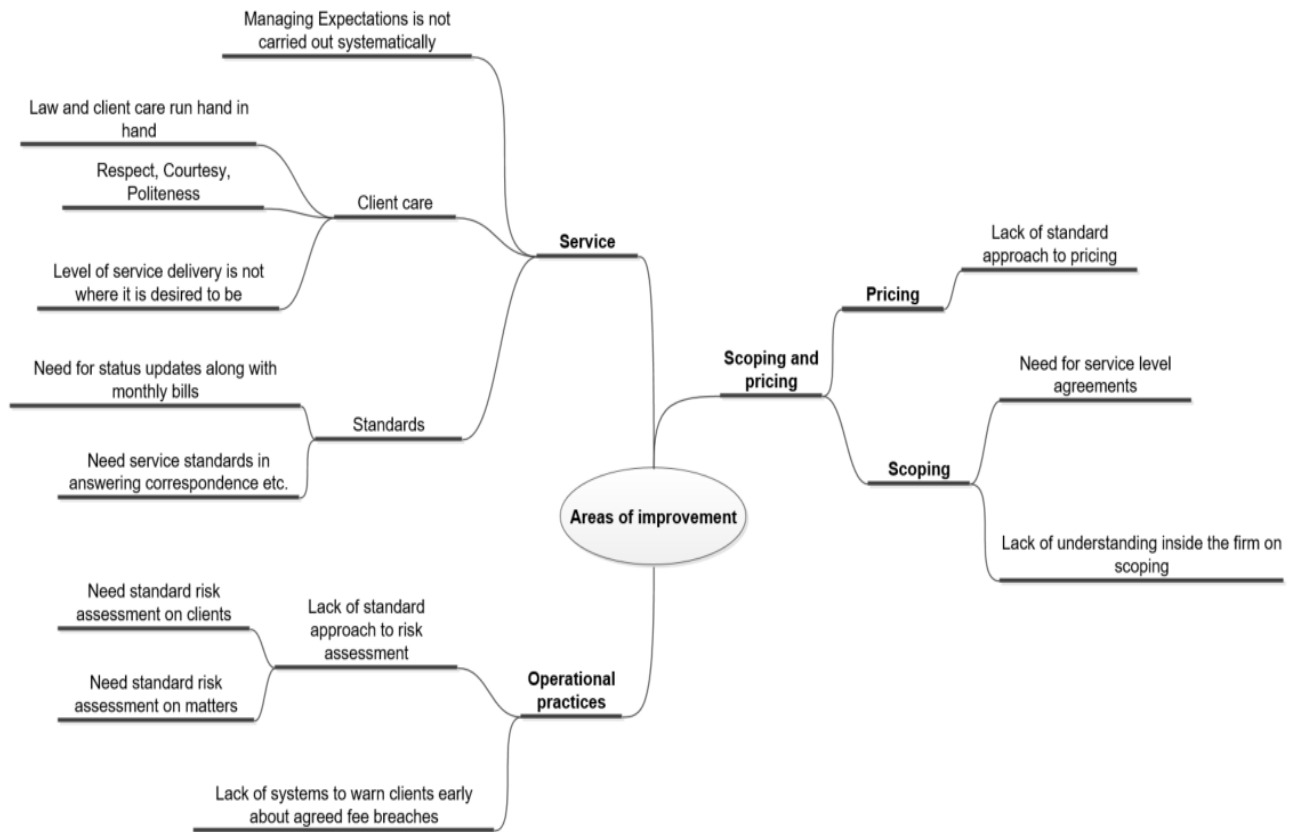 Managing Expectations is not
carried out systematically
Law and client care run hand in
hand
Respect, Courtesy,
Politeness
Client care
Level of service delivery is not
where it is desired to be
Service
Need for status updates along with
monthly bills
Standards
Need service standards in
answering correspondence etc.
Lack of standard
approach to pricing
Pricing
Scoping and
pricing
Need for service level
agreements
Scoping
Lack of understanding inside the firm on
scoping
Areas of improvement
Need standard risk
assessment on clients
Lack of standard
approach to risk
assessment
Need standard risk
assessment on matters
Operational
practices
Lack of systems to warn clients early
about agreed fee breaches